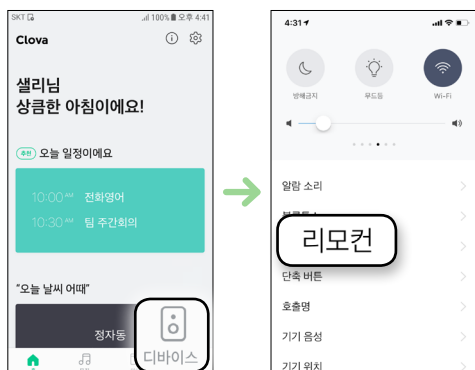 SKT
100% 오후 4:41
Clova
샐리님
상큼한 아침이에요!
추천 오늘 일정이에요
10:00 AM 전화영어
10:30 AM 팀 주간회의
"오늘 날씨 어때"
정자동
디바이스
4:31
방해금지
무드등
Wi-Fi
알람 소리
리모컨
단축 버튼
호출명
기기 음성
기기 위치